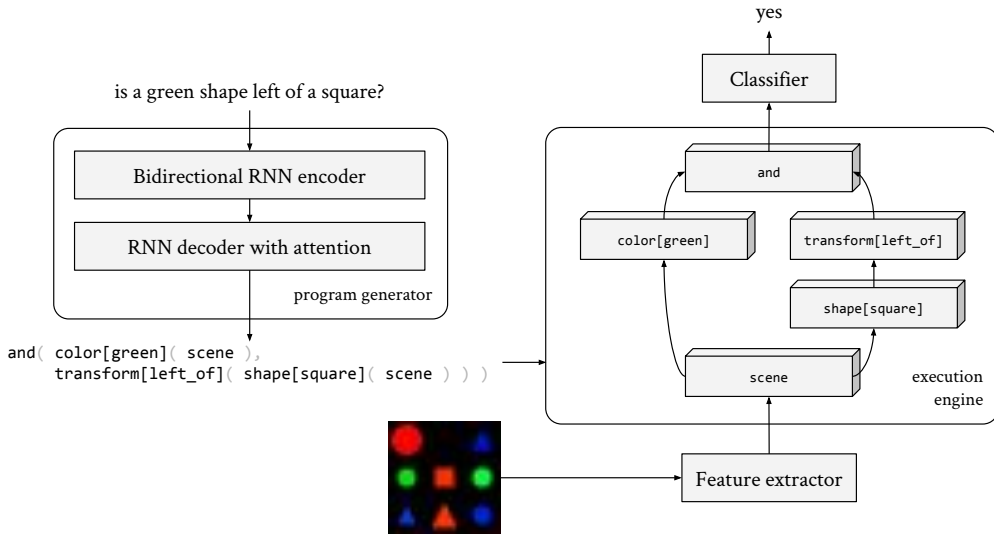 is a green shape left of a square?
Bidirectional RNN encoder
RNN decoder with attention
program generator
and( color[green]( scene ),
transform[left_of]( shape[square]( scene ) ) )
yes
Classifier
and
color[green]
transform[left_of]
shape[square]
scene
execution
engine
Feature extractor